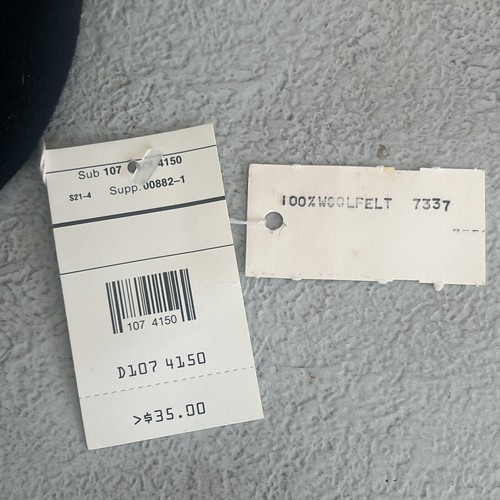 Sub 107 4150
S21-4 Supp. 00882-1
107 4150
D107 4150
>$35.00
100%WOOLFELT 7337